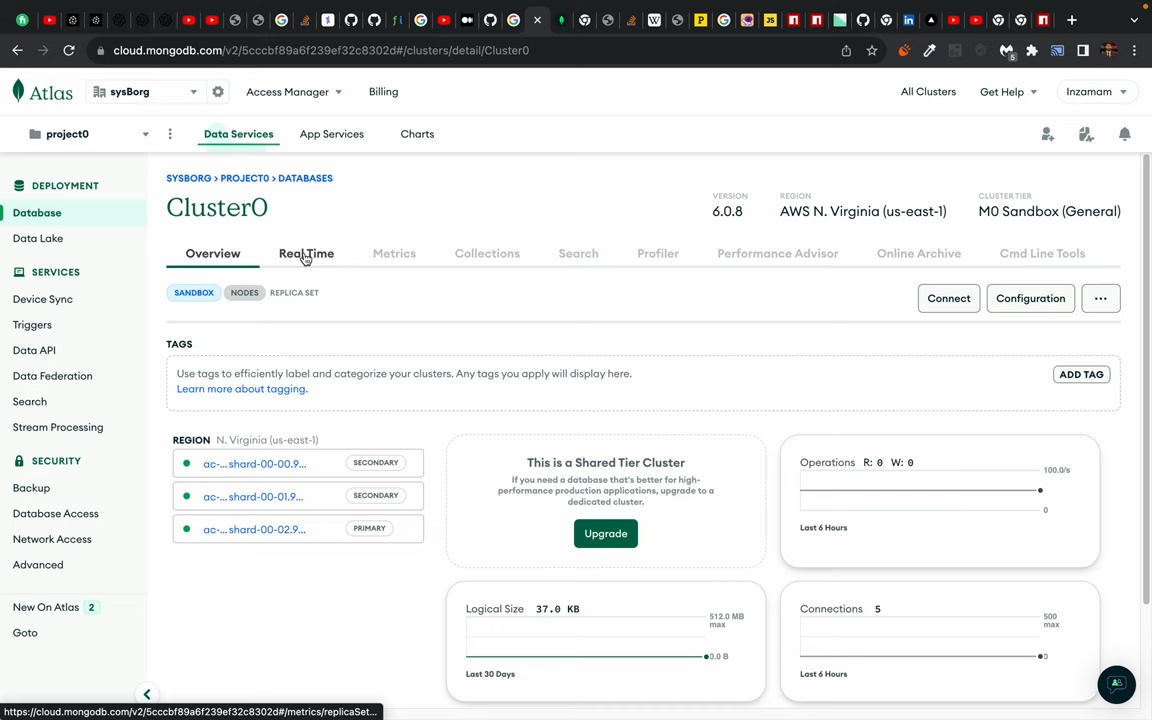 cloud.mongodb.com/v2/5cccbf89a6f239ef32c8302d#/clusters/detail/Cluster0
5
Atlas
sysBorg
Access Manager
Billing
All Clusters
Get Help
Inzamam
project0
Data Services
App Services
Charts
DEPLOYMENT
Database
Data Lake
SERVICES
Device Sync
Triggers
Data API
Data Federation
Search
Stream Processing
SECURITY
Backup
Database Access
Network Access
Advanced
New On Atlas 2
Goto
SYSBORG > PROJECT0 > DATABASES
Cluster0
VERSION
6.0.8
REGION
AWS N. Virginia (us-east-1)
CLUSTER TIER
M0 Sandbox (General)
Overview
Real Time
Metrics
Collections
Search
Profiler
Performance Advisor
Online Archive
Cmd Line Tools
SANDBOX
NODES
REPLICA SET
Connect
Configuration
TAGS
Use tags to efficiently label and categorize your clusters. Any tags you apply will display here.
Learn more about tagging.
ADD TAG
REGION N. Virginia (us-east-1)
ac-... shard-00-00.9... SECONDARY
ac-... shard-00-01.9... SECONDARY
ac-... shard-00-02.9... PRIMARY
This is a Shared Tier Cluster
If you need a database that's better for high-
performance production applications, upgrade to a
dedicated cluster.
Upgrade
Operations R: 0 W: 0
100.0/s
0
Last 6 Hours
Logical Size 37.0 KB
512.0 MB
max
0.0 B
Last 30 Days
Connections 5
500
max
0
Last 6 Hours
https://cloud.mongodb.com/v2/5cccbf89a6f239ef32c8302d#/metrics/replicaSet...